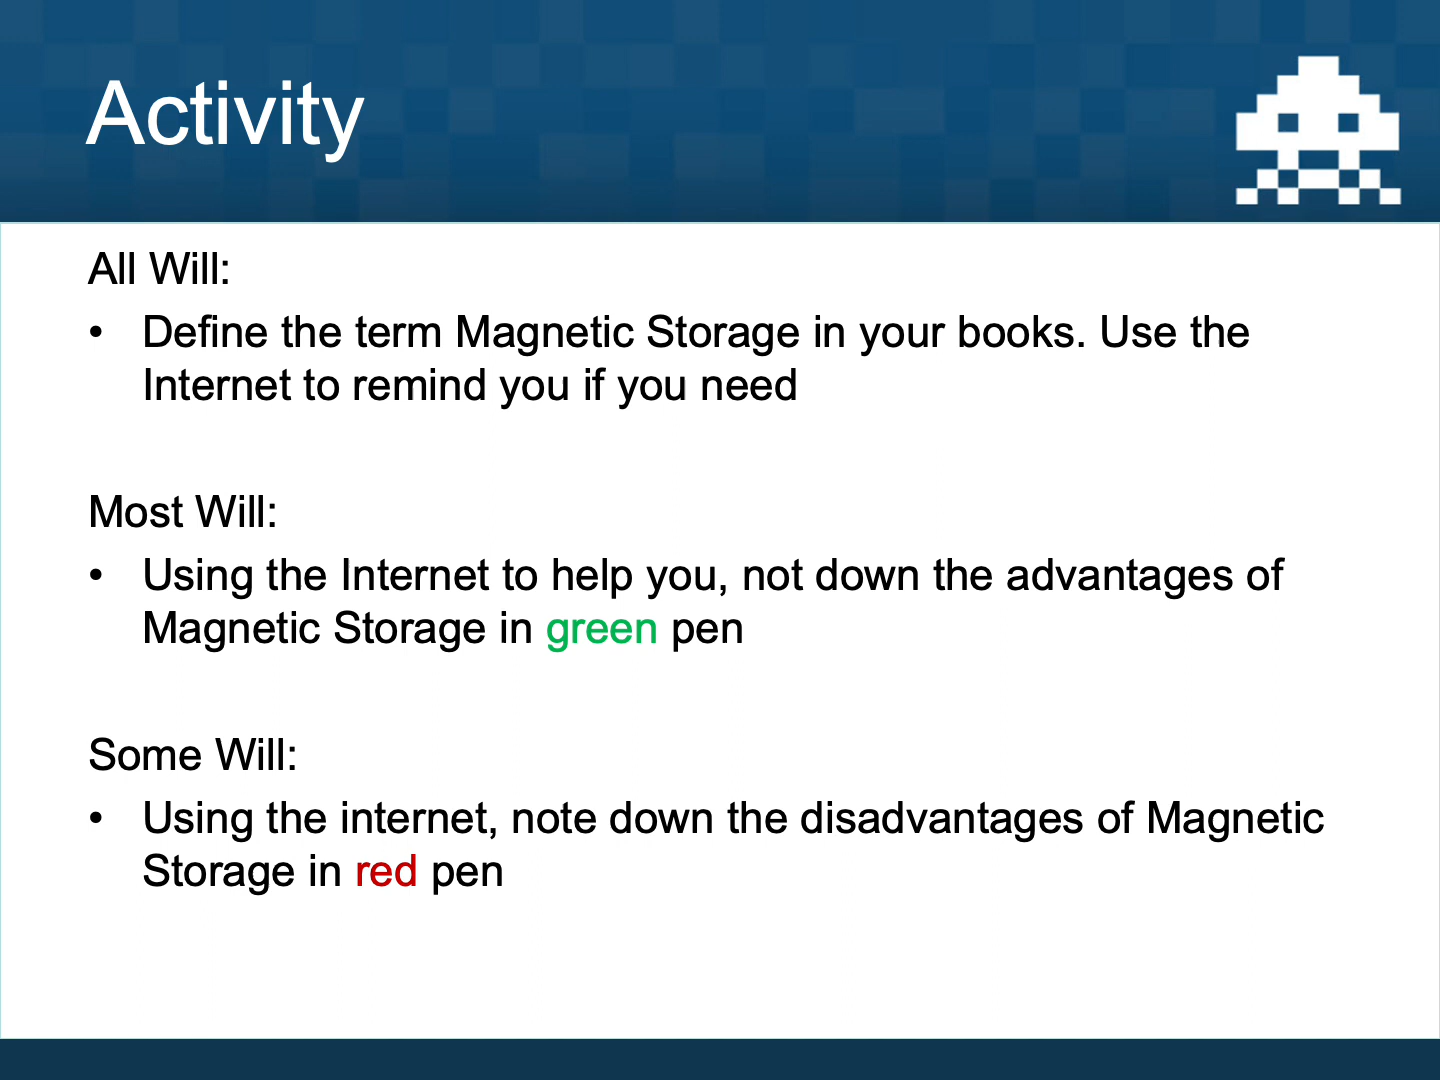 Activity
All Will:
• Define the term Magnetic Storage in your books. Use the
Internet to remind you if you need
Most Will:
• Using the Internet to help you, not down the advantages of
Magnetic Storage in green pen
Some Will:
• Using the internet, note down the disadvantages of Magnetic
Storage in red pen